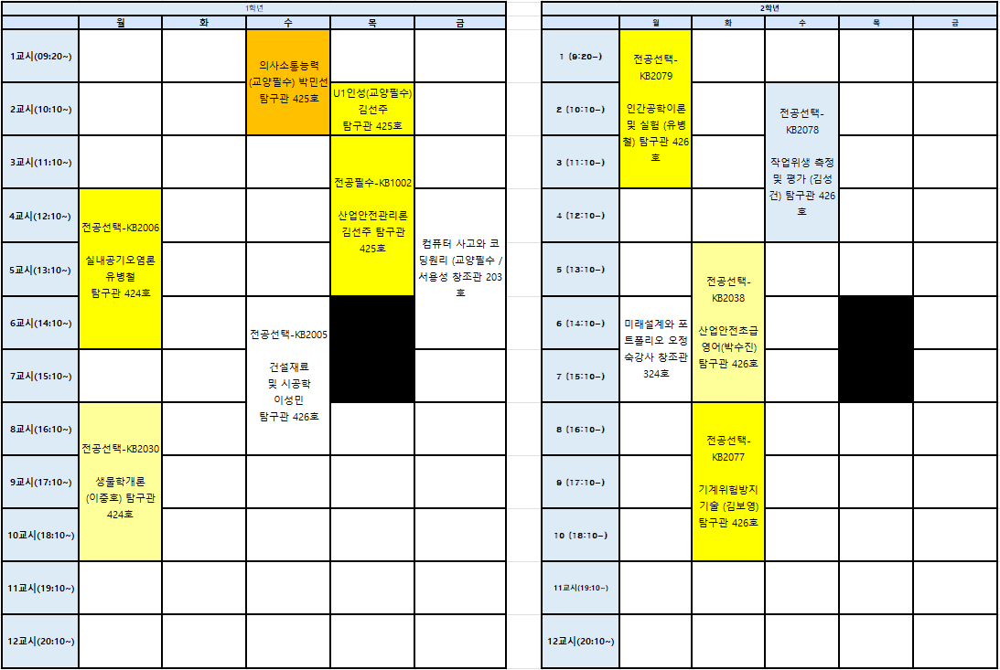 1학년
월 화 수 목 금
1교시(09:20~)
2교시(10:10~)
3교시(11:10~)
4교시(12:10~)
5교시(13:10~)
6교시(14:10~)
7교시(15:10~)
8교시(16:10~)
9교시(17:10~)
10교시(18:10~)
11교시(19:10~)
12교시(20:10~)
전공선택-KB2006
실내공기오염론
유병철
탐구관 424호
전공선택-KB2030
생물학개론
(이중호) 탐구관
424호
의사소통능력
(교양필수) 박민선
탐구관 425호
전공선택-KB2005
건설재료
및 시공학
이성민
탐구관 426호
U1인성(교양필수)
김선주
탐구관 425호
전공필수-KB1002
산업안전관리론
김선주 탐구관
425호
컴퓨터 사고와 코
딩원리 (교양필수 /
서용성 창조관 203
호
2학년
월 화 수 목 금
1 (9:20~)
2 (10:10~)
3 (11:10~)
4 (12:10~)
5 (13:10~)
6 (14:10~)
7 (15:10~)
8 (16:10~)
9 (17:10~)
10 (18:10~)
11교시(19:10~)
12교시(20:10~)
전공선택-
KB2079
인간공학이론
및 실험 (유병
철) 탐구관 426
호
미래설계와 포
트폴리오 오정
숙강사 창조관
324호
전공선택-
KB2038
산업안전초급
영어(박수진)
탐구관 426호
전공선택-
KB2077
기계위험방지
기술 (김보영)
탐구관 426호
전공선택-
KB2078
작업위생 측정
및 평가 (김성
건) 탐구관 426
호